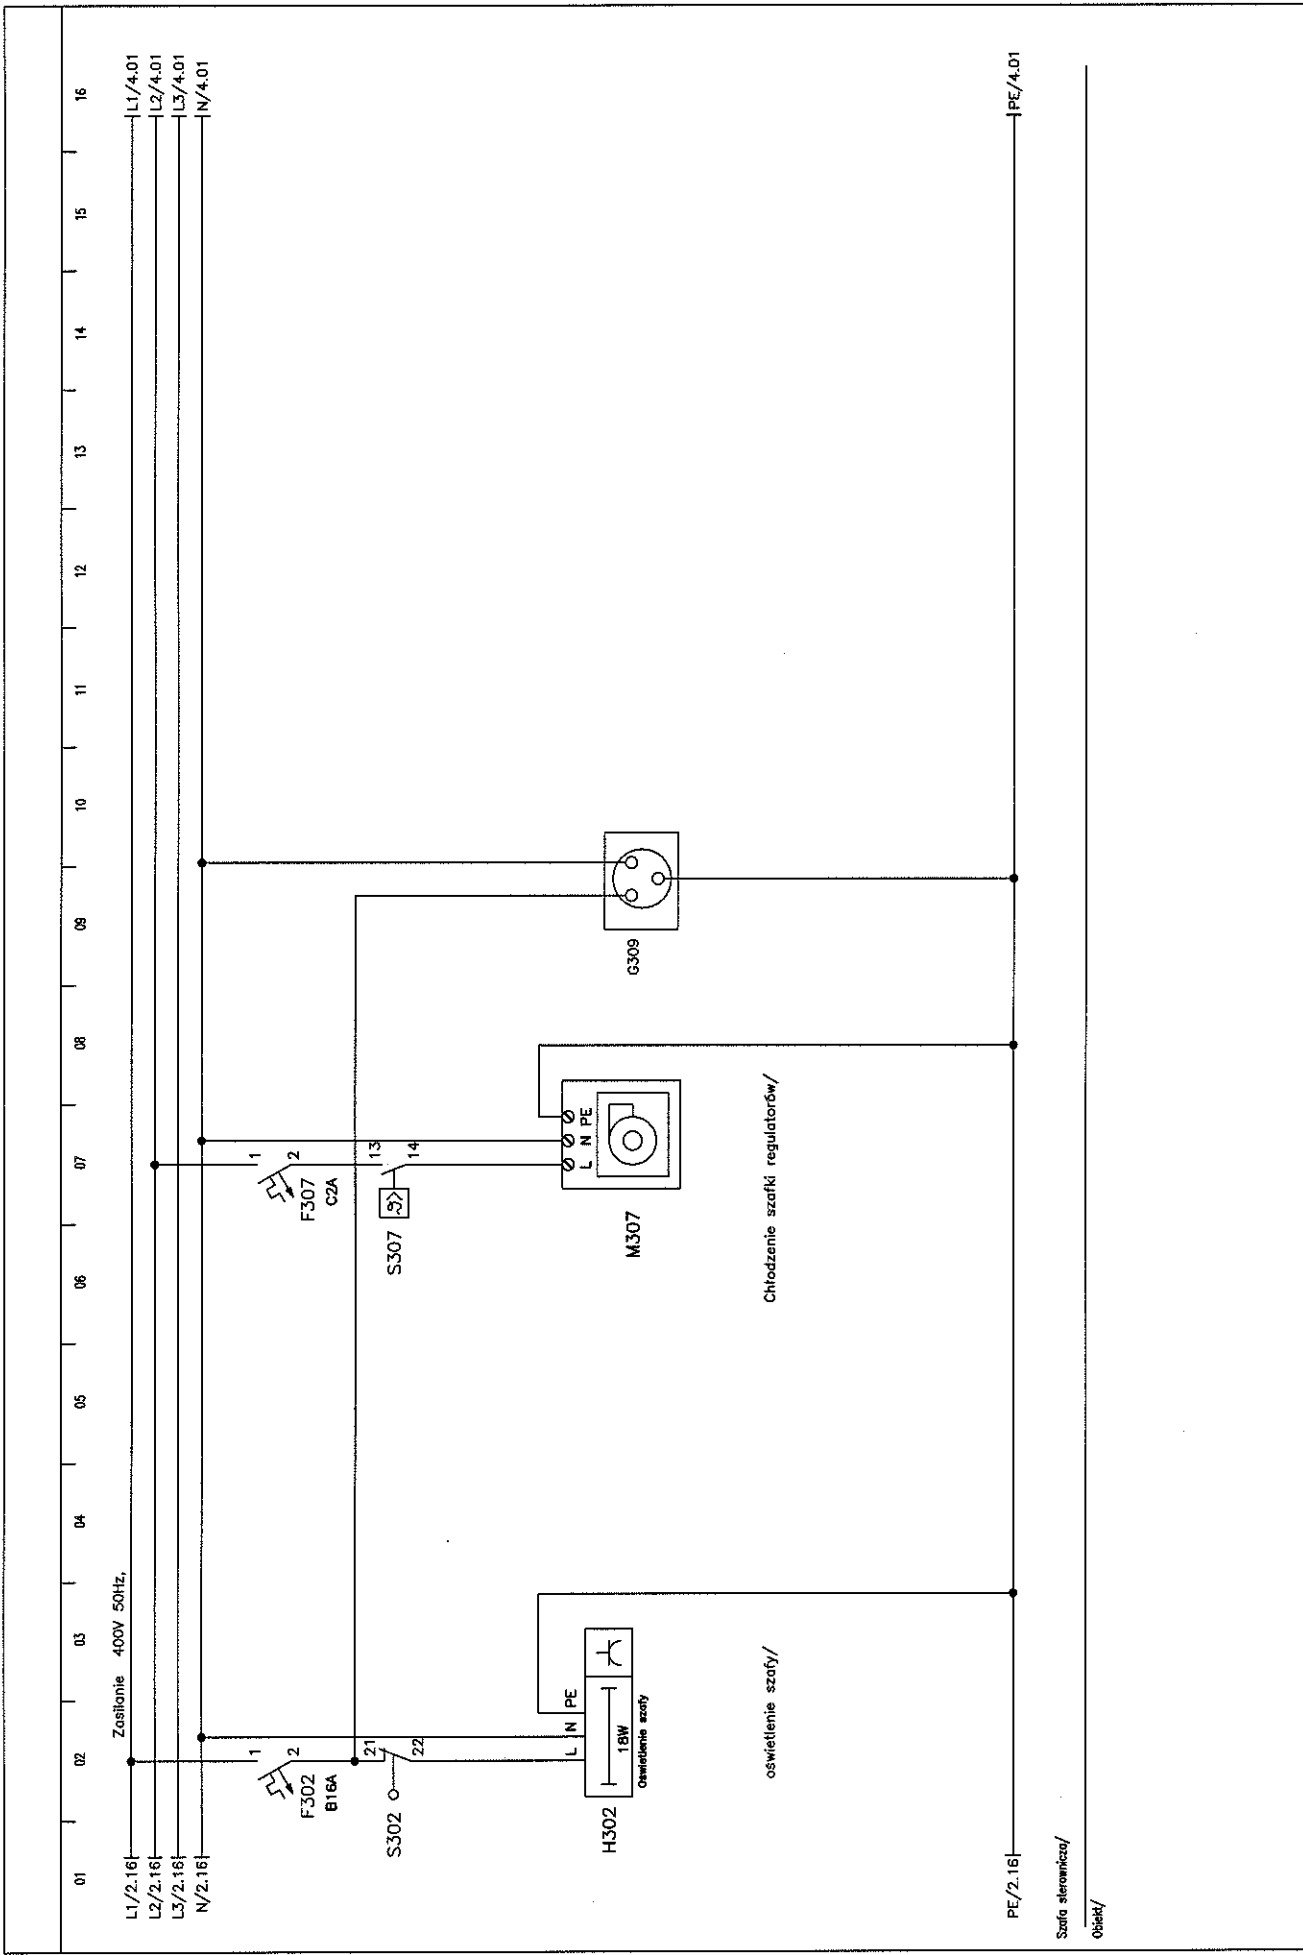 01 02 03 04 05 06 07 08 09 10 11 12 13 14 15 16
Zasilanie 400V 50Hz,
L1/2.16 L1/4.01
L2/2.16 L2/4.01
L3/2.16 L3/4.01
N/2.16 N/4.01
1 1
2 2
F302 F307
B16A C2A
21 13
22 14
S302 S307
ϑ>
L N PE
L N PE
H302
18W
Oswietlenie szafy
M307
G309
oświetlenie szafy/
Chłodzenie szafki regulatorów/
PE/2.16 PE/4.01
Szafa sterownicza/
Obiekt/